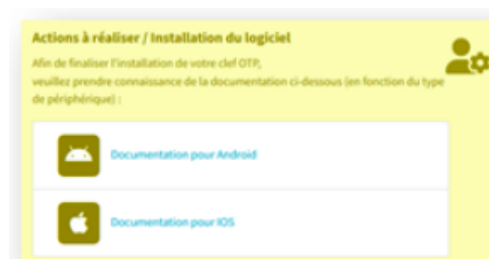 Actions à réaliser / Installation du logiciel
Afin de finaliser l'installation de votre clef OTP,
veuillez prendre connaissance de la documentation ci-dessous (en fonction du type
de périphérique) :
Documentation pour Android
Documentation pour IOS